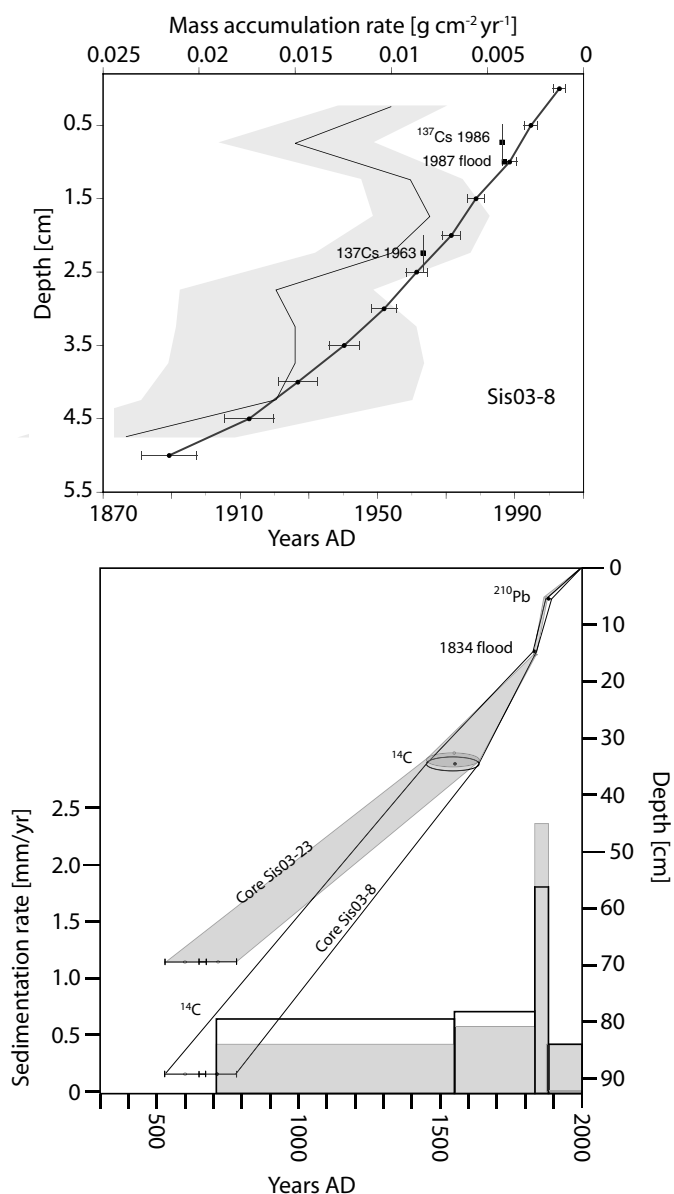 Mass accumulation rate [g cm⁻² yr⁻¹]
0.025 0.02 0.015 0.01 0.005 0
0.5
1.5
2.5
3.5
4.5
5.5
Depth [cm]
¹³⁷Cs 1986
1987 flood
137Cs 1963
Sis03-8
1870 1910 1950 1990
Years AD
0
10
20
30
40
50
60
70
80
90
Depth [cm]
²¹⁰Pb
1834 flood
¹⁴C
Core Sis03-23
Core Sis03-8
¹⁴C
2.5
2.0
1.5
1.0
0.5
0
Sedimentation rate [mm/yr]
500 1000 1500 2000
Years AD